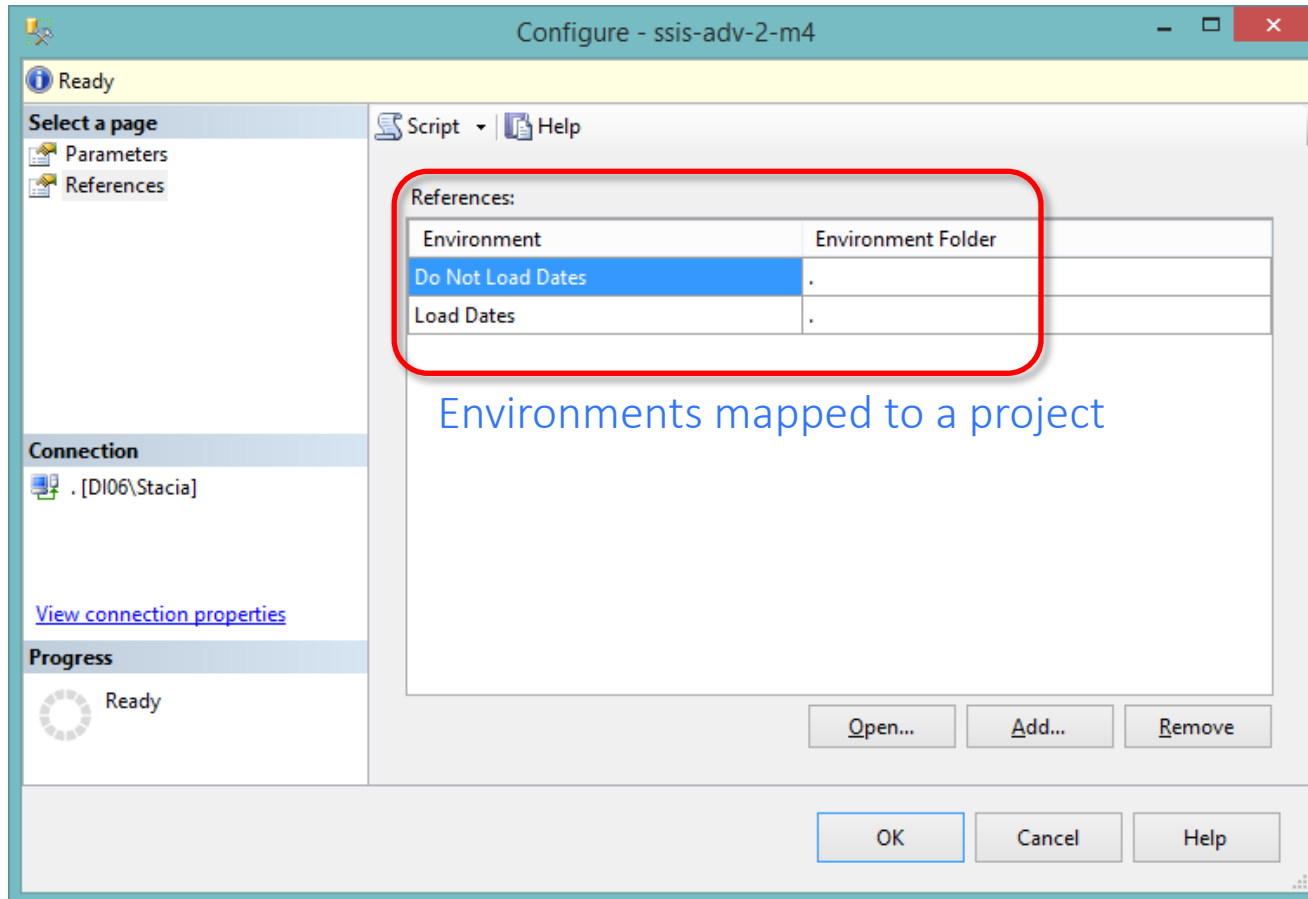 Configure - ssis-adv-2-m4
Ready
Select a page
Parameters
References
Script
Help
References:
Environment Environment Folder
Do Not Load Dates .
Load Dates .
Environments mapped to a project
Connection
. [DI06\Stacia]
View connection properties
Progress
Ready
Open... Add... Remove
OK Cancel Help